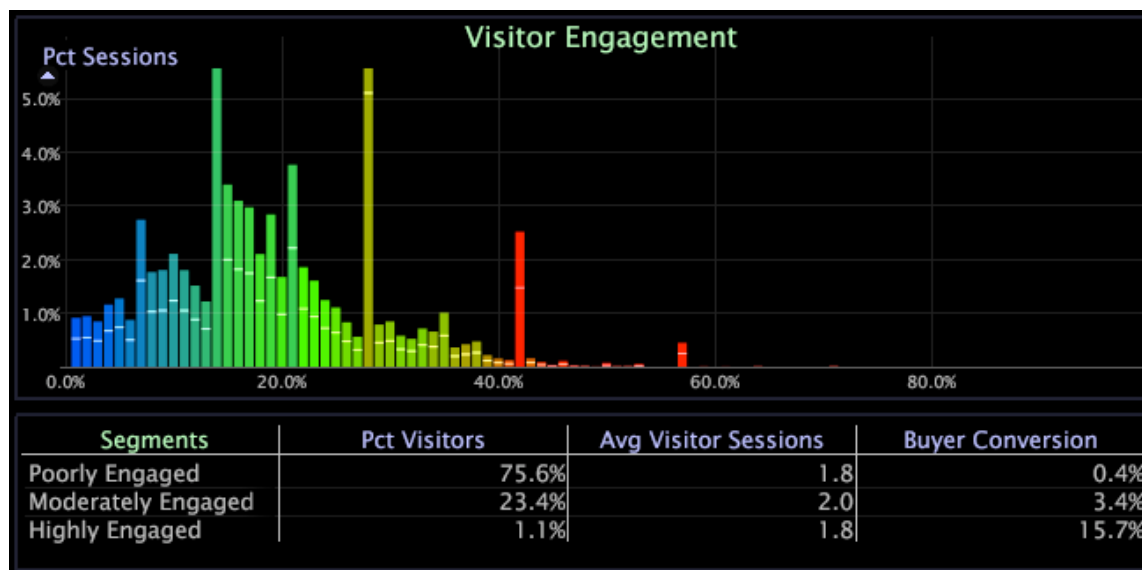 Visitor Engagement
Pct Sessions
5.0%
4.0%
3.0%
2.0%
1.0%
0.0% 20.0% 40.0% 60.0% 80.0%
Segments Pct Visitors Avg Visitor Sessions Buyer Conversion
Poorly Engaged 75.6% 1.8 0.4%
Moderately Engaged 23.4% 2.0 3.4%
Highly Engaged 1.1% 1.8 15.7%